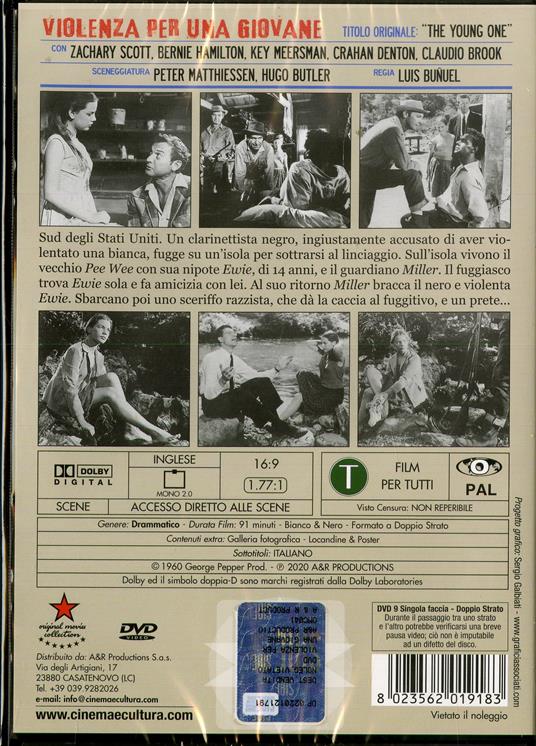 VIOLENZA PER UNA GIOVANE TITOLO ORIGINALE: "THE YOUNG ONE"
CON ZACHARY SCOTT, BERNIE HAMILTON, KEY MEERSMAN, CRAHAN DENTON, CLAUDIO BROOK
SCENEGGIATURA PETER MATTHIESSEN, HUGO BUTLER REGIA LUIS BUÑUEL
Sud degli Stati Uniti. Un clarinettista negro, ingiustamente accusato di aver vio-
lentato una bianca, fugge su un'isola per sottrarsi al linciaggio. Sull'isola vivono il
vecchio Pee Wee con sua nipote Ewie, di 14 anni, e il guardiano Miller. Il fuggiasco
trova Ewie sola e fa amicizia con lei. Al suo ritorno Miller bracca il nero e violenta
Ewie. Sbarcano poi uno sceriffo razzista, che dà la caccia al fuggitivo, e un prete...
DOLBY
DIGITAL
INGLESE
MONO 2.0
16:9
1.77:1
T
FILM
PER TUTTI
PAL
SCENE ACCESSO DIRETTO ALLE SCENE
Visto Censura: NON REPERIBILE
Genere: Drammatico - Durata Film: 91 minuti - Bianco & Nero - Formato a Doppio Strato
Contenuti extra: Galleria fotografica - Locandine & Poster
Sottotitoli: ITALIANO
© 1960 George Pepper Prod. - ℗ 2020 A&R PRODUCTIONS
Dolby ed il simbolo doppia-D sono marchi registrati dalla Dolby Laboratories
Progetto grafico: Sergio Galbiati - www.graficiassociati.com
original movies
collection
DVD
VIDEO
Distribuito da: A&R Productions S.a.s.
Via degli Artigiani, 17
23880 CASATENOVO (LC)
Tel. +39 039.9282026
e-mail: info@cinemaecultura.com
www.cinemaecultura.com
DVD 9 Singola faccia - Doppio Strato
Durante il passaggio tra uno strato
e l'altro potrebbe verificarsi una breve
pausa video; ciò non è imputabile
ad un difetto del disco.
8 023562 019183
Vietato il noleggio